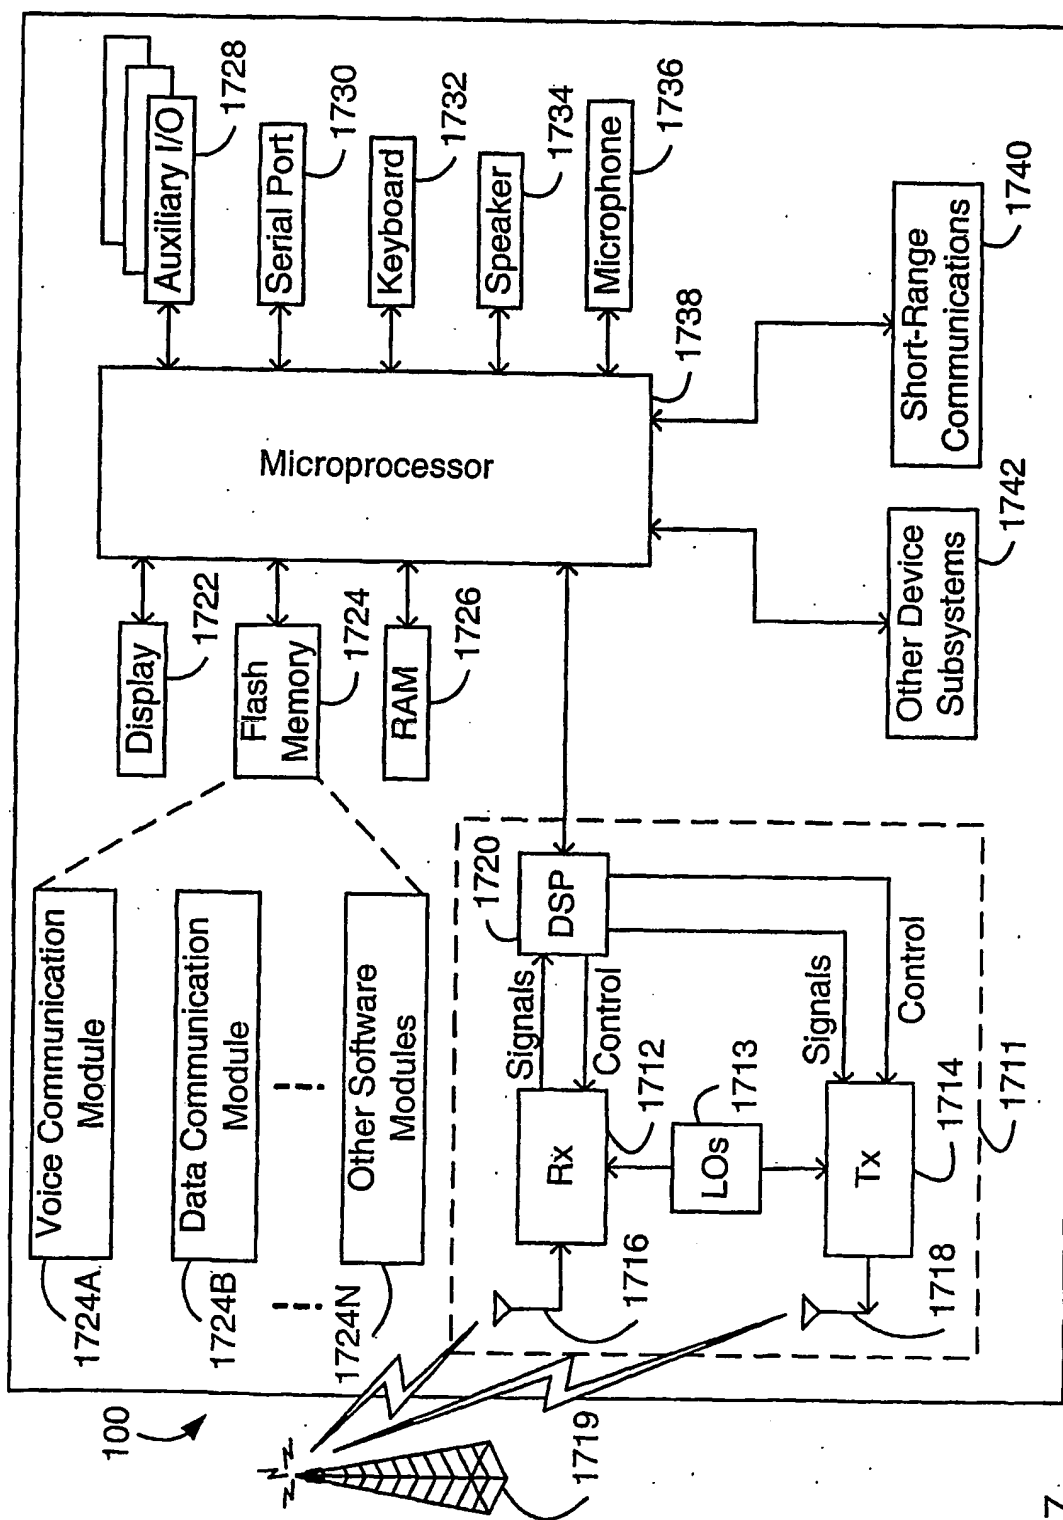 100
1719
1724A
Voice Communication
Module
1724B
Data Communication
Module
1724N
Other Software
Modules
Display
1722
Flash
Memory
1724
RAM
1726
Microprocessor
1738
Auxiliary I/O
1728
Serial Port
1730
Keyboard
1732
Speaker
1734
Microphone
1736
Short-Range
Communications
1740
Other Device
Subsystems
1742
1720
DSP
Signals
Control
Rx
1712
1716
LOs
1713
Signals
Control
Tx
1714
1718
1711
7